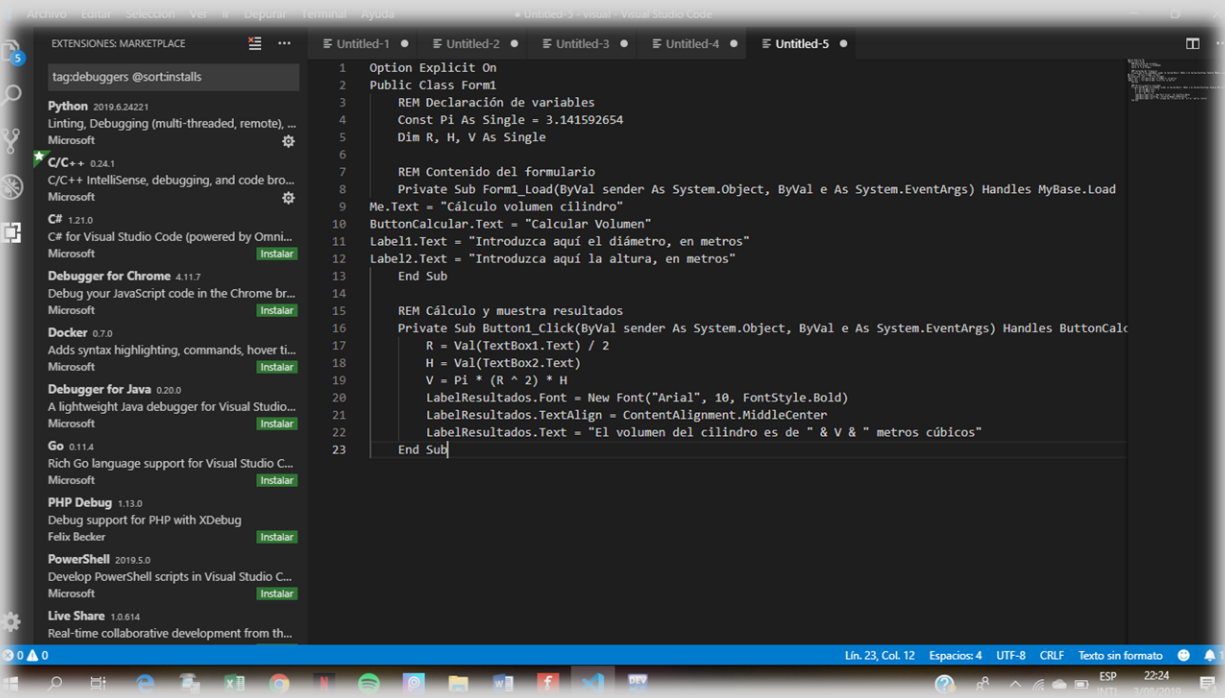 Archivo Editar Selección Ver Ir Depurar Terminal Ayuda
● Untitled-5 - visual - Visual Studio Code
EXTENSIONES: MARKETPLACE
Untitled-1 Untitled-2 Untitled-3 Untitled-4 Untitled-5
5
tag:debuggers @sort:installs
Python 2019.6.24221
Linting, Debugging (multi-threaded, remote), ...
Microsoft
C/C++ 0.24.1
C/C++ IntelliSense, debugging, and code bro...
Microsoft
C# 1.21.0
C# for Visual Studio Code (powered by Omni...
Microsoft Instalar
Debugger for Chrome 4.11.7
Debug your JavaScript code in the Chrome br...
Microsoft Instalar
Docker 0.7.0
Adds syntax highlighting, commands, hover ti...
Microsoft Instalar
Debugger for Java 0.20.0
A lightweight Java debugger for Visual Studio...
Microsoft Instalar
Go 0.11.4
Rich Go language support for Visual Studio C...
Microsoft Instalar
PHP Debug 1.13.0
Debug support for PHP with XDebug
Felix Becker Instalar
PowerShell 2019.5.0
Develop PowerShell scripts in Visual Studio C...
Microsoft Instalar
Live Share 1.0.614
Real-time collaborative development from th...
1 Option Explicit On
2 Public Class Form1
3 REM Declaración de variables
4 Const Pi As Single = 3.141592654
5 Dim R, H, V As Single
6
7 REM Contenido del formulario
8 Private Sub Form1_Load(ByVal sender As System.Object, ByVal e As System.EventArgs) Handles MyBase.Load
9 Me.Text = "Cálculo volumen cilindro"
10 ButtonCalcular.Text = "Calcular Volumen"
11 Label1.Text = "Introduzca aquí el diámetro, en metros"
12 Label2.Text = "Introduzca aquí la altura, en metros"
13 End Sub
14
15 REM Cálculo y muestra resultados
16 Private Sub Button1_Click(ByVal sender As System.Object, ByVal e As System.EventArgs) Handles ButtonCalc
17 R = Val(TextBox1.Text) / 2
18 H = Val(TextBox2.Text)
19 V = Pi * (R ^ 2) * H
20 LabelResultados.Font = New Font("Arial", 10, FontStyle.Bold)
21 LabelResultados.TextAlign = ContentAlignment.MiddleCenter
22 LabelResultados.Text = "El volumen del cilindro es de " & V & " metros cúbicos"
23 End Sub
0 0 Lín. 23, Col. 12 Espacios: 4 UTF-8 CRLF Texto sin formato 1
DEV ESP 22:24
INTL